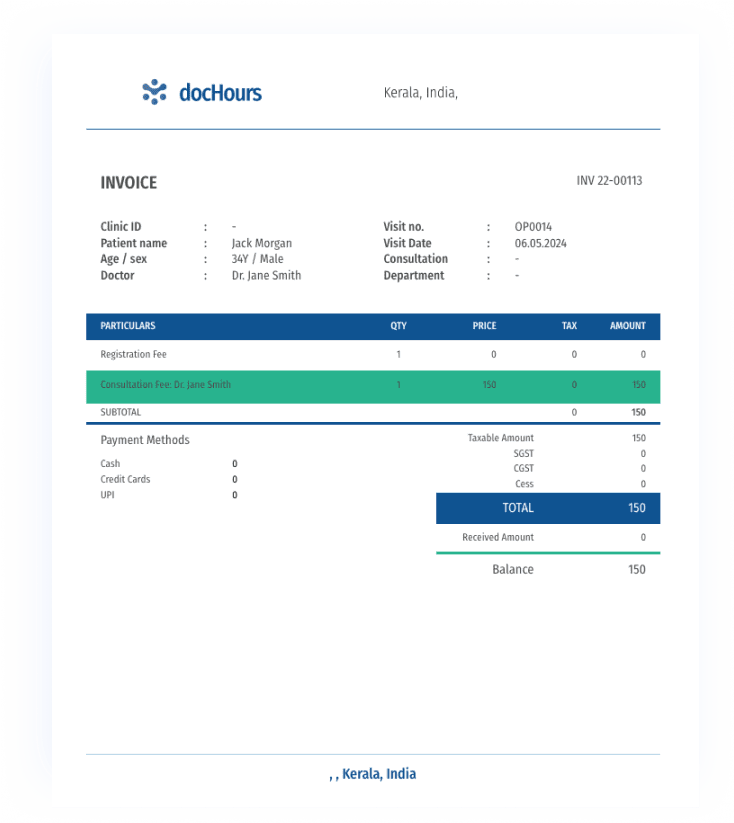 docHours
Kerala, India,
INVOICE
INV 22-00113
Clinic ID : - Visit no. : OP0014
Patient name : Jack Morgan Visit Date : 06.05.2024
Age / sex : 34Y / Male Consultation : -
Doctor : Dr. Jane Smith Department : -
PARTICULARS QTY PRICE TAX AMOUNT
Registration Fee 1 0 0 0
Consultation Fee: Dr. Jane Smith 1 150 0 150
SUBTOTAL 0 150
Payment Methods
Cash 0
Credit Cards 0
UPI 0
Taxable Amount 150
SGST 0
CGST 0
Cess 0
TOTAL 150
Received Amount 0
Balance 150
, , Kerala, India